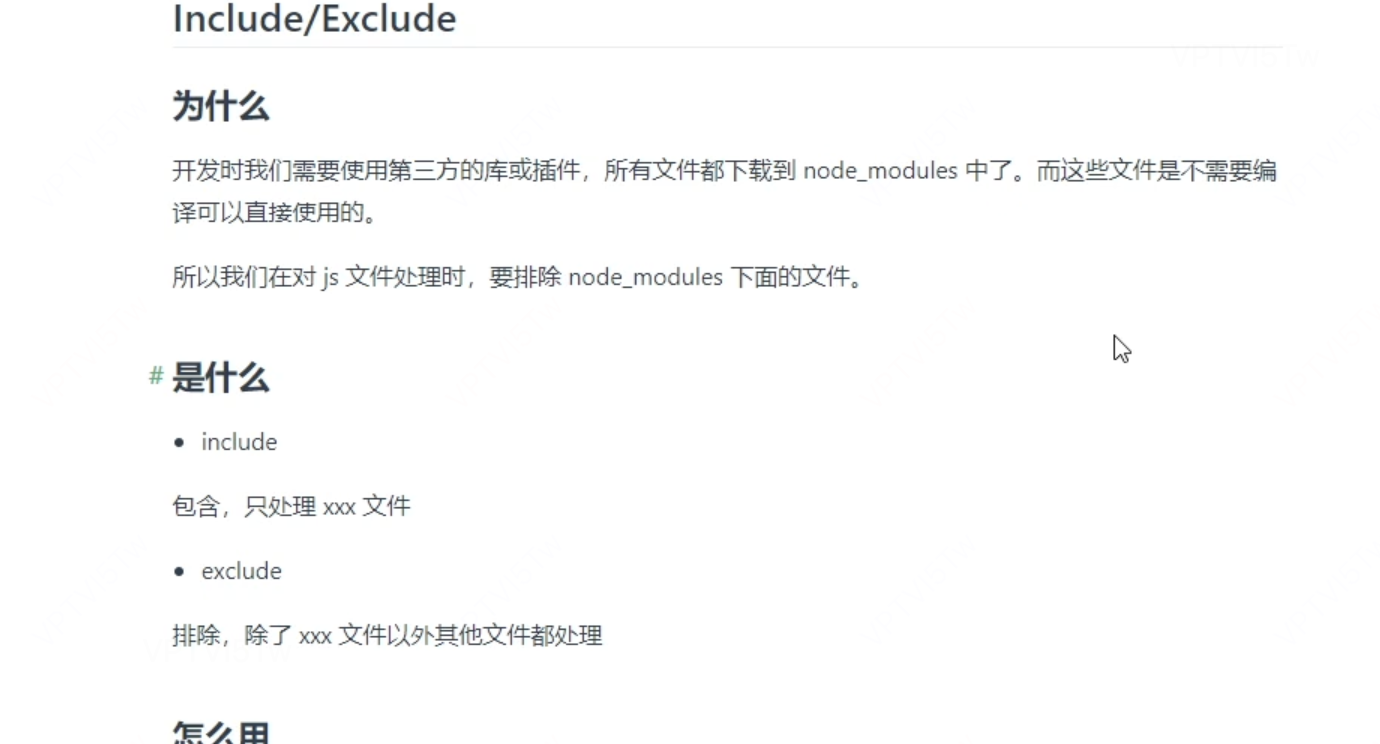 Include/Exclude
为什么
开发时我们需要使用第三方的库或插件，所有文件都下载到 node_modules 中了。而这些文件是不需要编
译可以直接使用的。
所以我们在对 js 文件处理时，要排除 node_modules 下面的文件。
# 是什么
• include
包含，只处理 xxx 文件
• exclude
排除，除了 xxx 文件以外其他文件都处理
怎么用